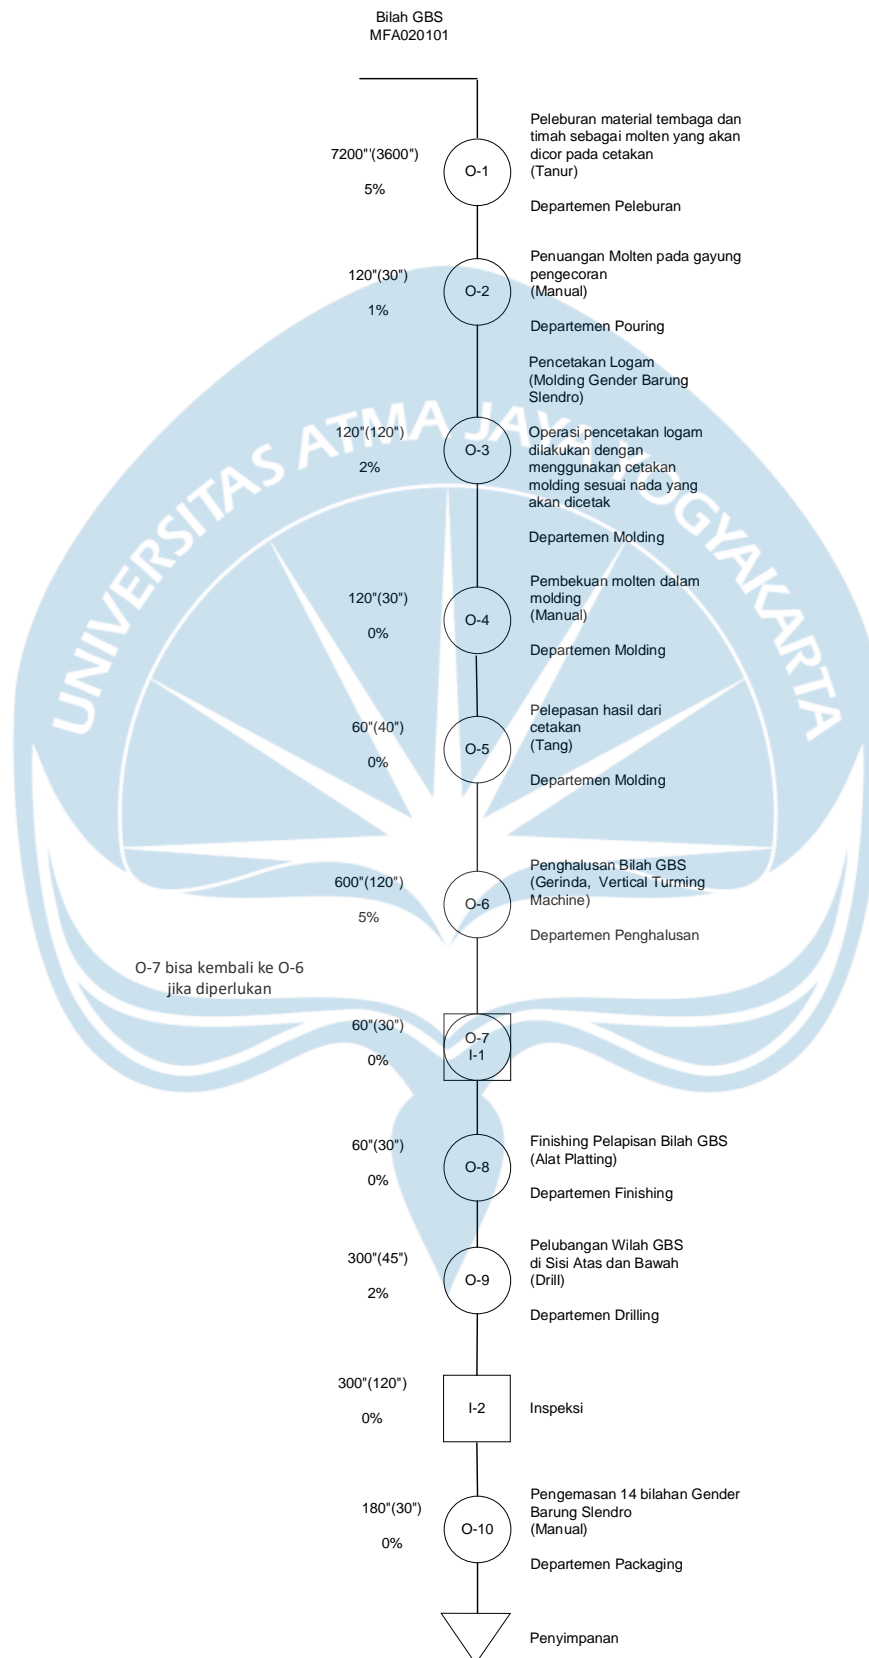 Bilah GBS
MFA020101
7200"'(3600")
5%
O-1
Peleburan material tembaga dan
timah sebagai molten yang akan
dicor pada cetakan
(Tanur)
Departemen Peleburan
120"(30")
1%
O-2
Penuangan Molten pada gayung
pengecoran
(Manual)
Departemen Pouring
Pencetakan Logam
(Molding Gender Barung
Slendro)
120"(120")
2%
O-3
Operasi pencetakan logam
dilakukan dengan
menggunakan cetakan
molding sesuai nada yang
akan dicetak
Departemen Molding
120"(30")
0%
O-4
Pembekuan molten dalam
molding
(Manual)
Departemen Molding
60"(40")
0%
O-5
Pelepasan hasil dari
cetakan
(Tang)
Departemen Molding
600"(120")
5%
O-6
Penghalusan Bilah GBS
(Gerinda,  Vertical Turming
Machine)
Departemen Penghalusan
O-7 bisa kembali ke O-6
jika diperlukan
60"(30")
0%
O-7
I-1
60"(30")
0%
O-8
Finishing Pelapisan Bilah GBS
(Alat Platting)
Departemen Finishing
300"(45")
2%
O-9
Pelubangan Wilah GBS
di Sisi Atas dan Bawah
(Drill)
Departemen Drilling
300"(120")
0%
I-2
Inspeksi
180"(30")
0%
O-10
Pengemasan 14 bilahan Gender
Barung Slendro
(Manual)
Departemen Packaging
Penyimpanan
UNIVERSITAS ATMA JAYA YOGYAKARTA